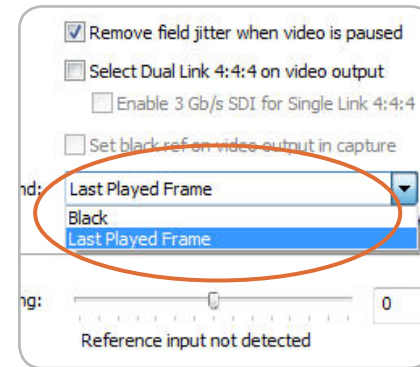 Remove field jitter when video is paused
Select Dual Link 4:4:4 on video output
Enable 3 Gb/s SDI for Single Link 4:4:4
Set black ref on video output in capture
nd: Last Played Frame
Black
Last Played Frame
ng: 0
Reference input not detected